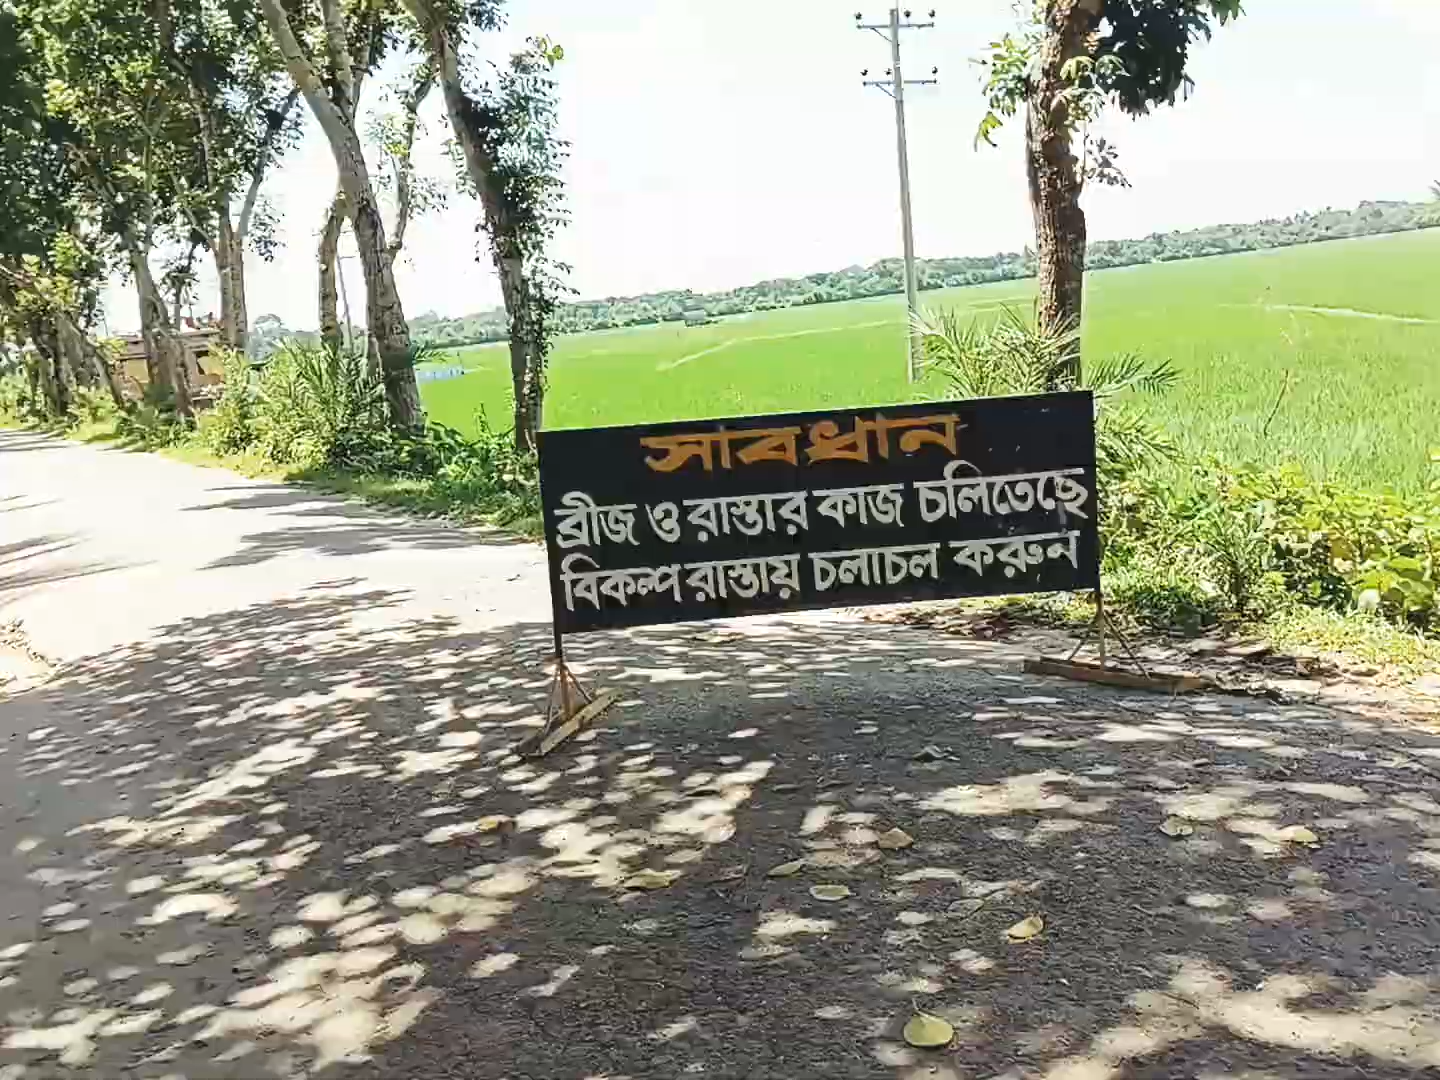 সাবধান
ব্রীজ ও রাস্তার কাজ চলিতেছে
বিকল্প রাস্তায় চলাচল করুন